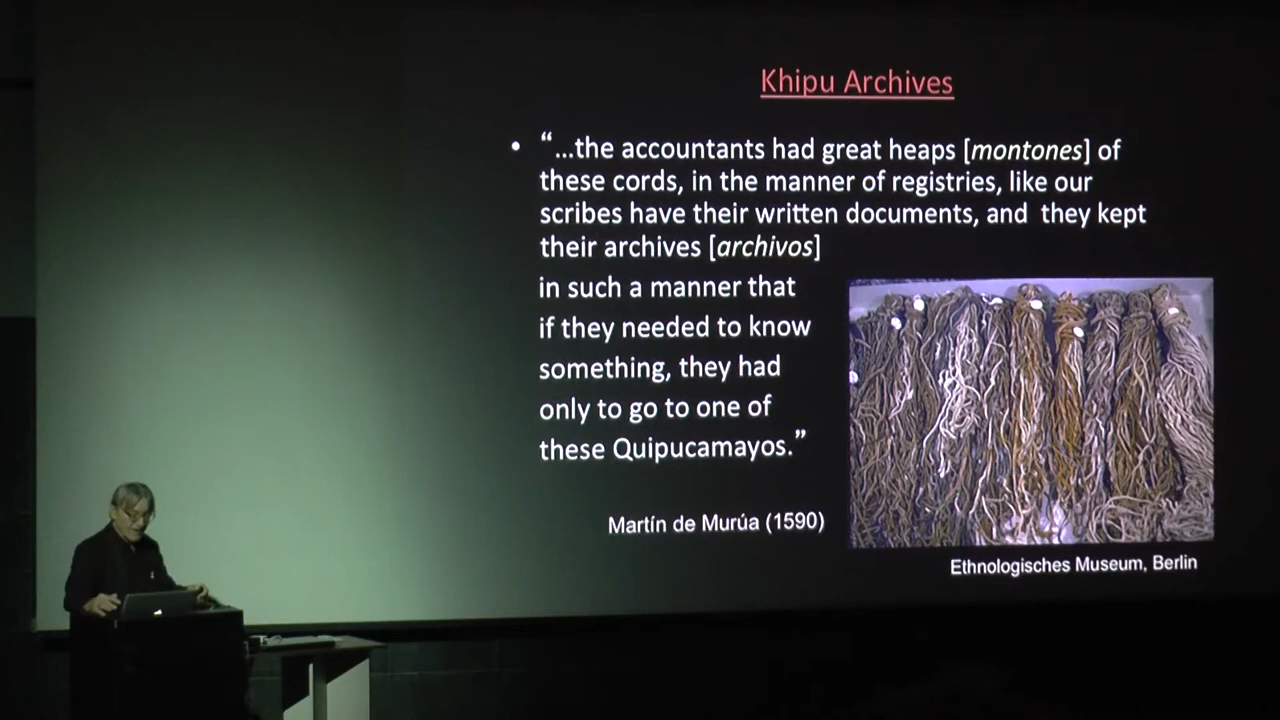 Khipu Archives
• “...the accountants had great heaps [montones] of
these cords, in the manner of registries, like our
scribes have their written documents, and they kept
their archives [archivos]
in such a manner that
if they needed to know
something, they had
only to go to one of
these Quipucamayos.”
Martín de Murúa (1590)
Ethnologisches Museum, Berlin